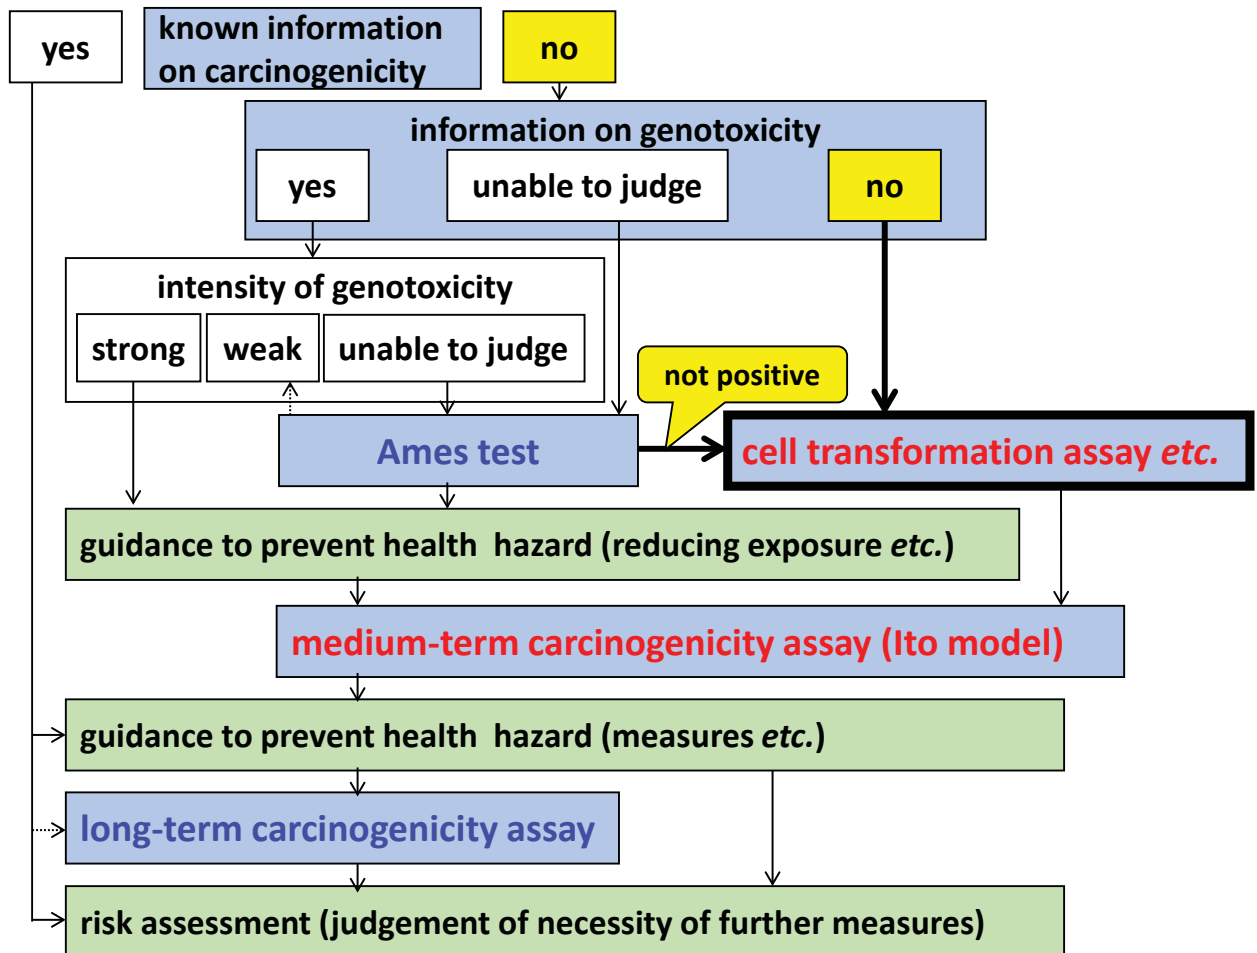 yes
known information
on carcinogenicity
no
information on genotoxicity
yes
unable to judge
no
intensity of genotoxicity
strong
weak
unable to judge
not positive
Ames test
cell transformation assay etc.
guidance to prevent health hazard (reducing exposure etc.)
medium-term carcinogenicity assay (Ito model)
guidance to prevent health hazard (measures etc.)
long-term carcinogenicity assay
risk assessment (judgement of necessity of further measures)